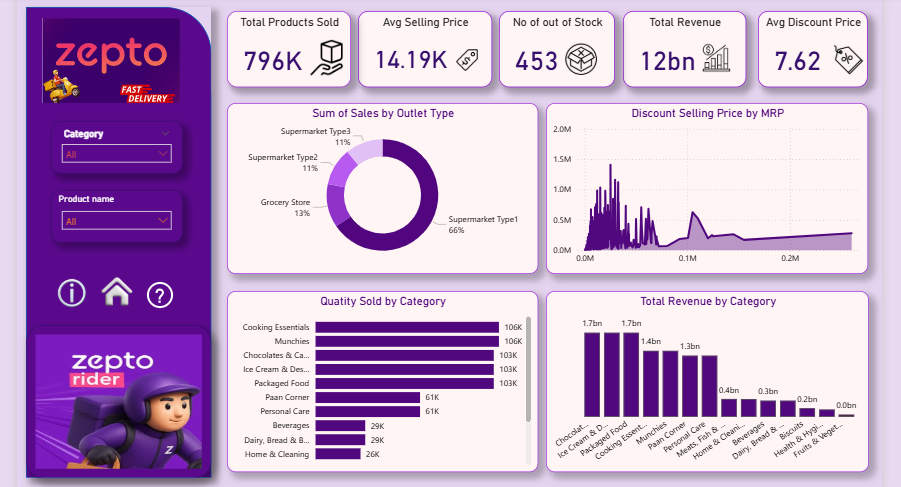 zepto
FAST
DELIVERY
Category
All
Product name
All
zepto
rider
Z
Total Products Sold
796K
Avg Selling Price
14.19K
No of out of Stock
453
Total Revenue
12bn
Avg Discount Price
7.62
Sum of Sales by Outlet Type
Supermarket Type3
11%
Supermarket Type2
11%
Grocery Store
13%
Supermarket Type1
66%
Discount Selling Price by MRP
2.0M
1.5M
1.0M
0.5M
0.0M
0.0M 0.1M 0.2M
Quatity Sold by Category
Cooking Essentials 106K
Munchies 106K
Chocolates & Ca... 103K
Ice Cream & Des... 103K
Packaged Food 103K
Paan Corner 61K
Personal Care 61K
Beverages 29K
Dairy, Bread & B... 29K
Home & Cleaning 26K
Total Revenue by Category
1.7bn 1.7bn 1.4bn 1.3bn 0.4bn 0.3bn 0.2bn 0.0bn
Chocolat...
Ice Cream & D...
Packaged Food
Cooking Essent...
Munchies
Paan Corner
Personal Care
Meats, Fish & ...
Home & Cleani...
Beverages
Dairy, Bread & ...
Biscuits
Health & Hygi...
Fruits & Veget...